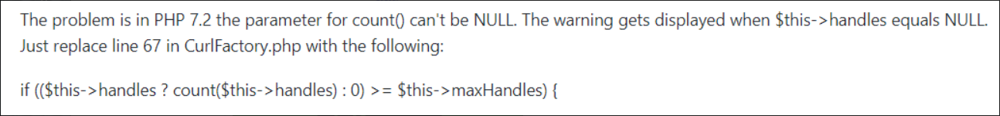 The problem is in PHP 7.2 the parameter for count() can't be NULL. The warning gets displayed when $this->handles equals NULL.
Just replace line 67 in CurlFactory.php with the following:
if (($this->handles ? count($this->handles) : 0) >= $this->maxHandles) {